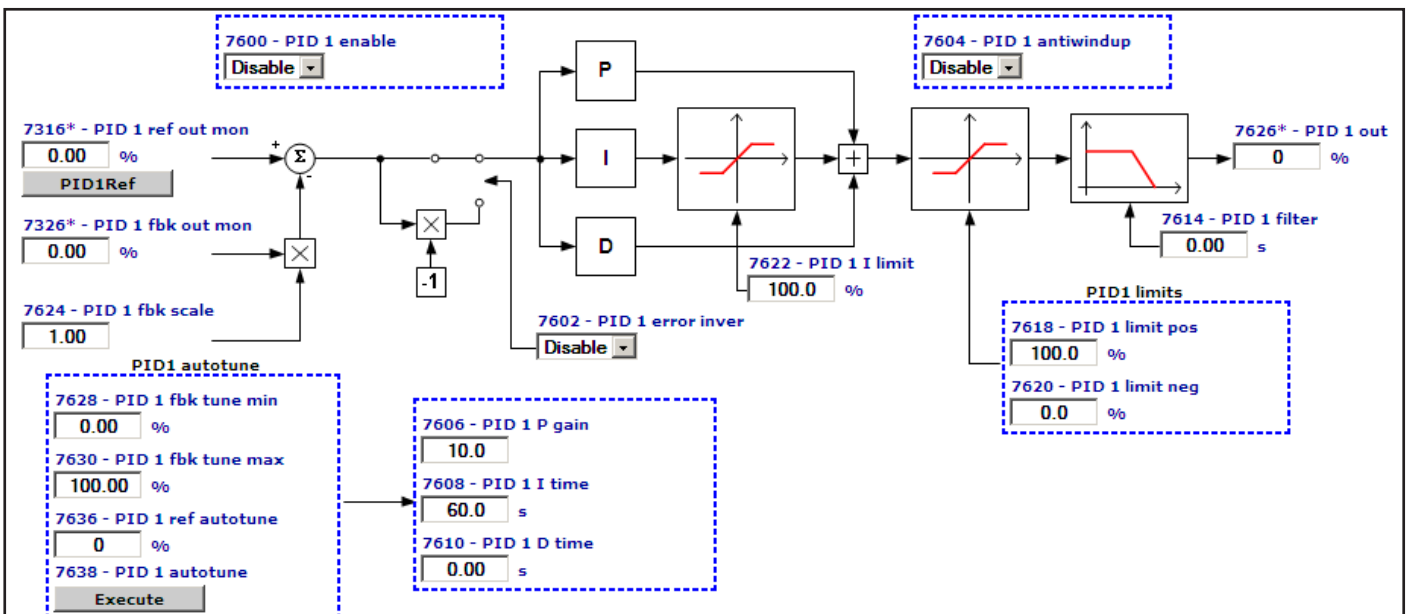 7600 - PID 1 enable
Disable
7604 - PID 1 antiwindup
Disable
P
7316* - PID 1 ref out mon
0.00 %
PID1Ref
+
Σ
-
I
+
7626* - PID 1 out
0 %
7326* - PID 1 fbk out mon
0.00 %
×
×
-1
D
7614 - PID 1 filter
0.00 s
7622 - PID 1 I limit
100.0 %
7624 - PID 1 fbk scale
1.00
7602 - PID 1 error inver
Disable
PID1 limits
7618 - PID 1 limit pos
100.0 %
7620 - PID 1 limit neg
0.0 %
PID1 autotune
7628 - PID 1 fbk tune min
0.00 %
7630 - PID 1 fbk tune max
100.00 %
7636 - PID 1 ref autotune
0 %
7638 - PID 1 autotune
Execute
7606 - PID 1 P gain
10.0
7608 - PID 1 I time
60.0 s
7610 - PID 1 D time
0.00 s